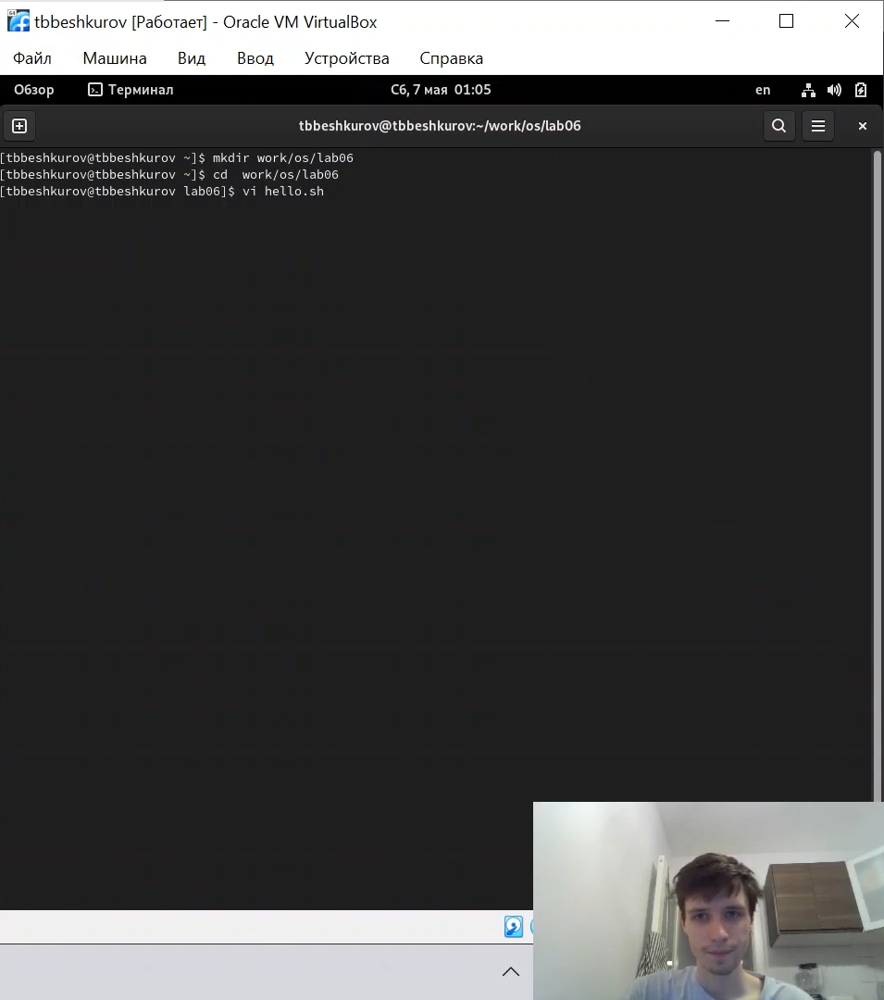 tbbeshkurov [Работает] - Oracle VM VirtualBox
Файл Машина Вид Ввод Устройства Справка
Обзор Терминал Сб, 7 мая 01:05 en
tbbeshkurov@tbbeshkurov:~/work/os/lab06
[tbbeshkurov@tbbeshkurov ~]$ mkdir work/os/lab06
[tbbeshkurov@tbbeshkurov ~]$ cd  work/os/lab06
[tbbeshkurov@tbbeshkurov lab06]$ vi hello.sh